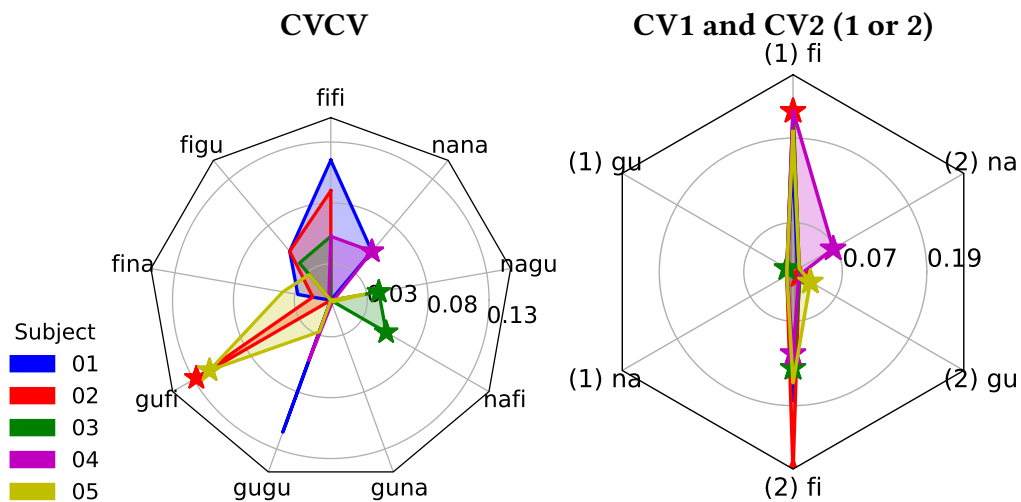 CVCV
CV1 and CV2 (1 or 2)
fifi
nana
nagu
nafi
guna
gugu
gufi
fina
figu
0.03
0.08
0.13
(1) fi
(2) na
(2) gu
(2) fi
(1) na
(1) gu
0.07
0.19
Subject
01
02
03
04
05